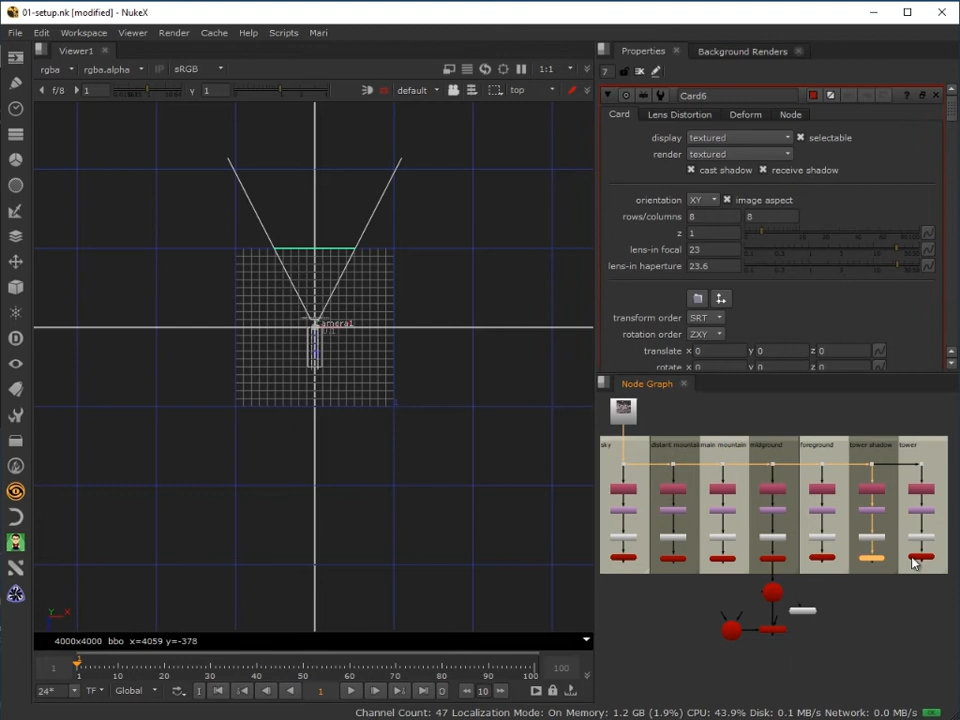 01-setup.nk [modified] - NukeX
File Edit Workspace Viewer Render Cache Help Scripts Mari
Viewer1
rgba rgba.alpha IP sRGB 1:1
f/8 1 Y 1 default top
amera1
Y X
4000x4000 bbo x=4059 y=-378
1
1 10 20 30 40 50 60 70 80 90 100
53 1 100
24* TF Global I 1 O 10
Properties Background Renders
7
Card6
Card Lens Distortion Deform Node
display textured selectable
render textured
cast shadow receive shadow
orientation XY image aspect
rows/columns 8 8
z 1
lens-in focal 23
lens-in haperture 23.6
transform order SRT
rotation order ZXY
translate x 0 y 0 z 0
rotate x 0 y 0 z 0
Node Graph
sky distant mountai main mountain midground foreground tower shadow tower
Channel Count: 47 Localization Mode: On Memory: 1.2 GB (1.9%) CPU: 43.9% Disk: 0.1 MB/s Network: 0.0 MB/s